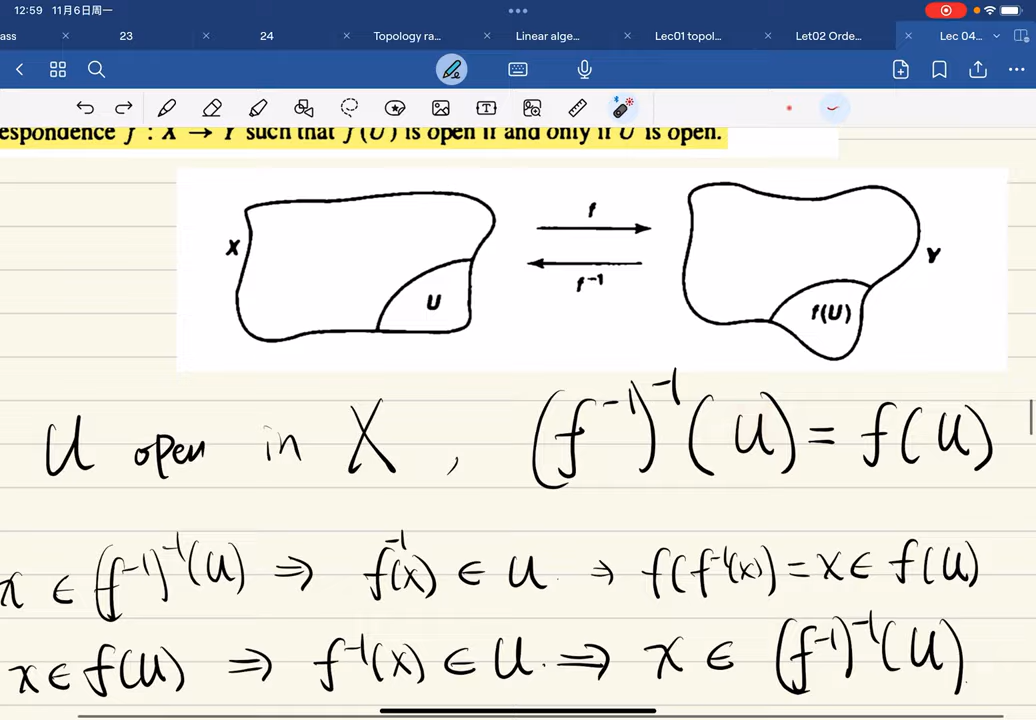 12:59 11月6日周一
ass 23 24 Topology ra... Linear alge... Lec01 topol... Let02 Orde... Lec 04...
espondence f : X → Y such that f(U) is open if and only if U is open.
f
X Y
f⁻¹
U f(U)
U open in X , (f⁻¹)⁻¹(U) = f(U)
x ∈ (f⁻¹)⁻¹(U) ⇒ f⁻¹(x) ∈ U. ⇒ f(f⁻¹(x)) = x ∈ f(U)
x ∈ f(U) ⇒ f⁻¹(x) ∈ U. ⇒ x ∈ (f⁻¹)⁻¹(U).